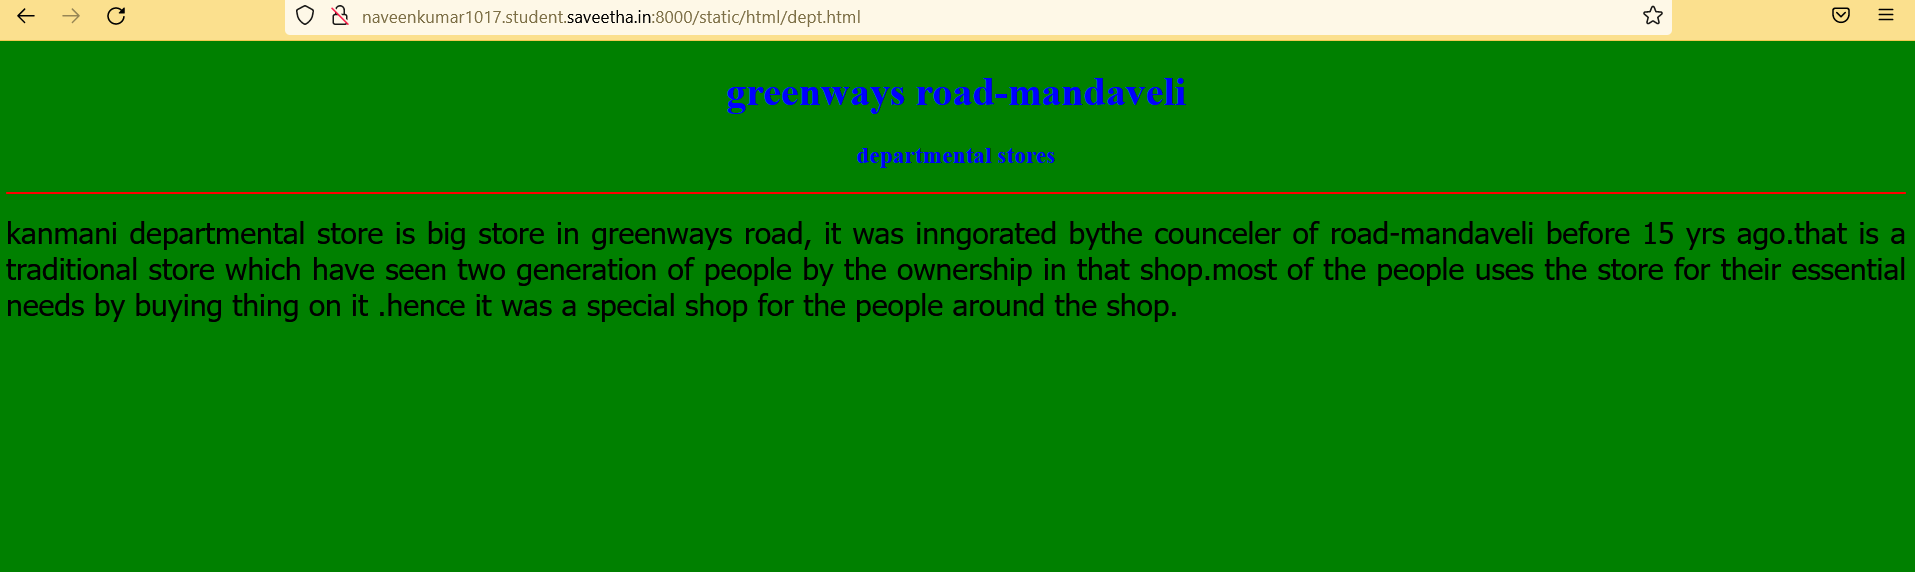 naveenkumar1017.student.saveetha.in:8000/static/html/dept.html
greenways road-mandaveli
departmental stores
kanmani departmental store is big store in greenways road, it was inngorated bythe counceler of road-mandaveli before 15 yrs ago.that is a
traditional store which have seen two generation of people by the ownership in that shop.most of the people uses the store for their essential
needs by buying thing on it .hence it was a special shop for the people around the shop.